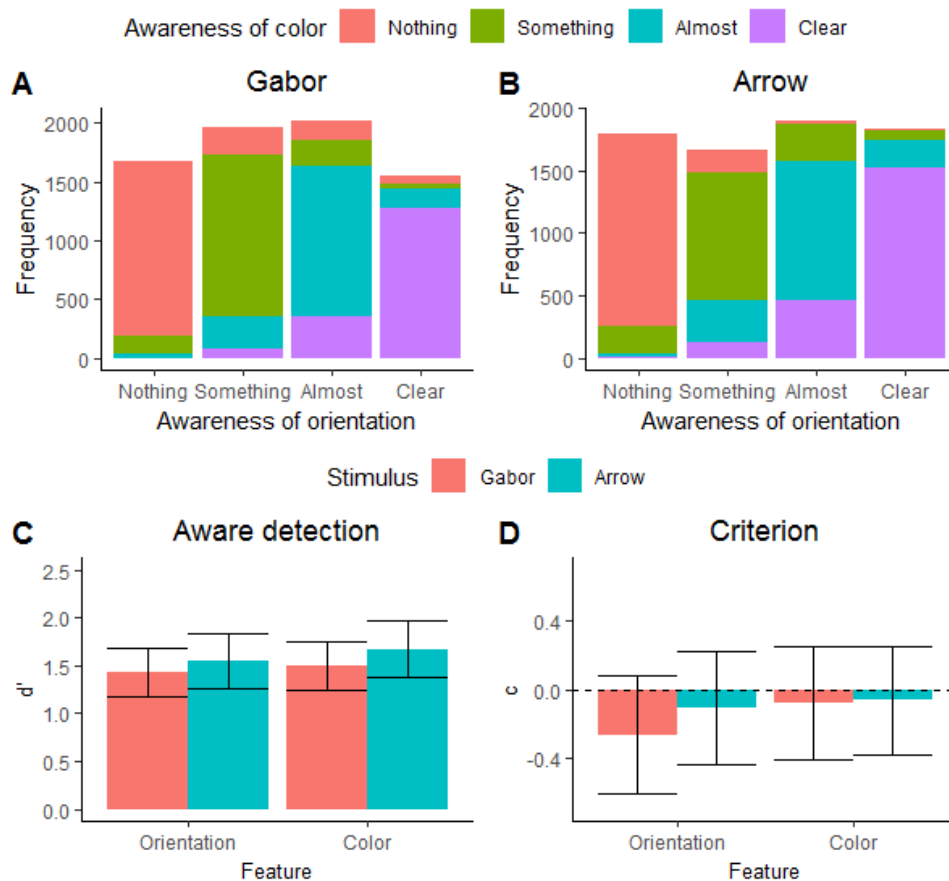 Awareness of color Nothing Something Almost Clear
A Gabor
2000
1500
1000
500
0
Frequency
Nothing Something Almost Clear
Awareness of orientation
B Arrow
2000
1500
1000
500
0
Frequency
Nothing Something Almost Clear
Awareness of orientation
Stimulus Gabor Arrow
C Aware detection
2.5
2.0
1.5
1.0
0.5
0.0
d'
Orientation Color
Feature
D Criterion
0.4
0.0
-0.4
c
Orientation Color
Feature